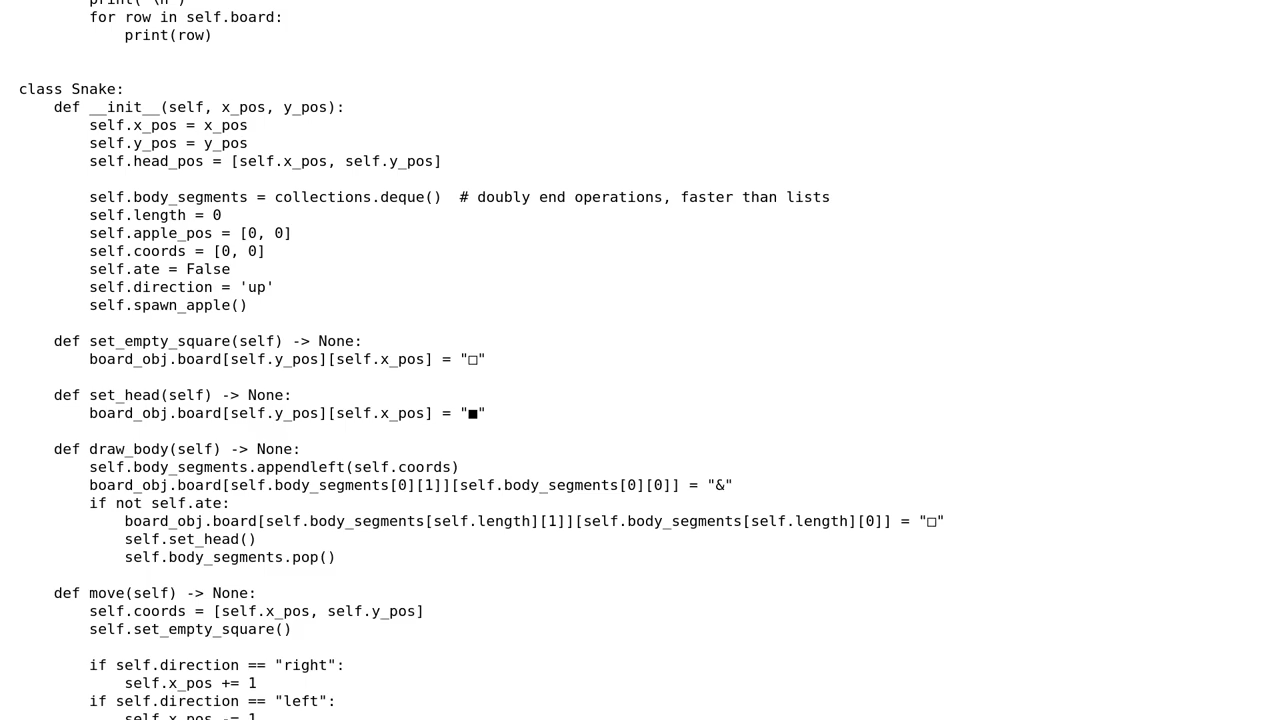 print("\n")
for row in self.board:
print(row)
class Snake:
def __init__(self, x_pos, y_pos):
self.x_pos = x_pos
self.y_pos = y_pos
self.head_pos = [self.x_pos, self.y_pos]
self.body_segments = collections.deque()  # doubly end operations, faster than lists
self.length = 0
self.apple_pos = [0, 0]
self.coords = [0, 0]
self.ate = False
self.direction = 'up'
self.spawn_apple()
def set_empty_square(self) -> None:
board_obj.board[self.y_pos][self.x_pos] = "□"
def set_head(self) -> None:
board_obj.board[self.y_pos][self.x_pos] = "■"
def draw_body(self) -> None:
self.body_segments.appendleft(self.coords)
board_obj.board[self.body_segments[0][1]][self.body_segments[0][0]] = "&"
if not self.ate:
board_obj.board[self.body_segments[self.length][1]][self.body_segments[self.length][0]] = "□"
self.set_head()
self.body_segments.pop()
def move(self) -> None:
self.coords = [self.x_pos, self.y_pos]
self.set_empty_square()
if self.direction == "right":
self.x_pos += 1
if self.direction == "left":
self.x_pos -= 1